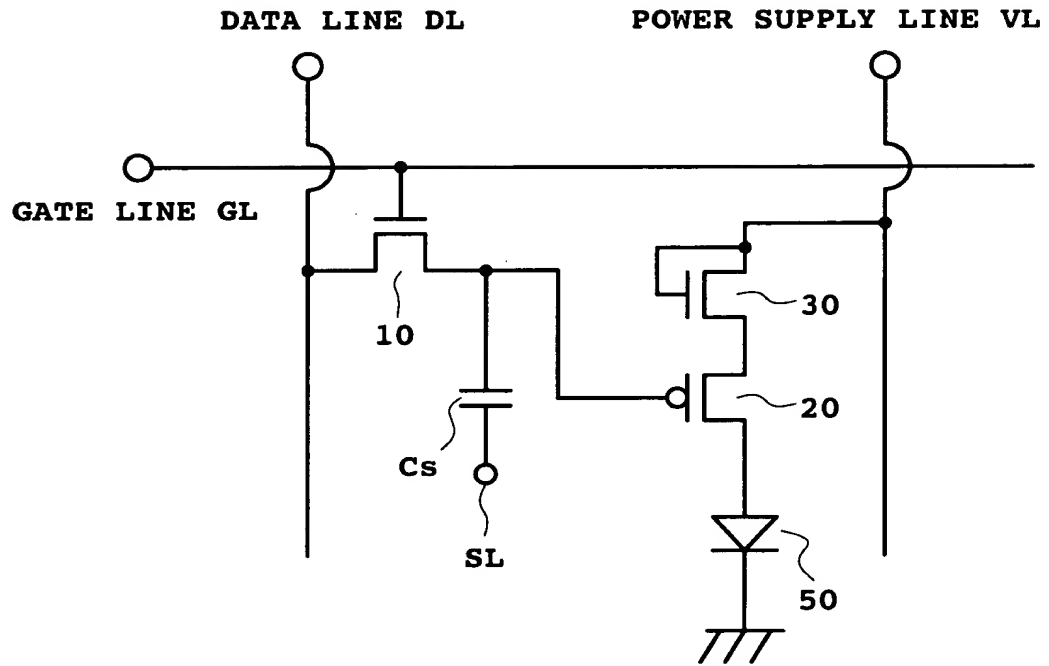 DATA LINE DL
POWER SUPPLY LINE VL
GATE LINE GL
10
30
20
Cs
SL
50